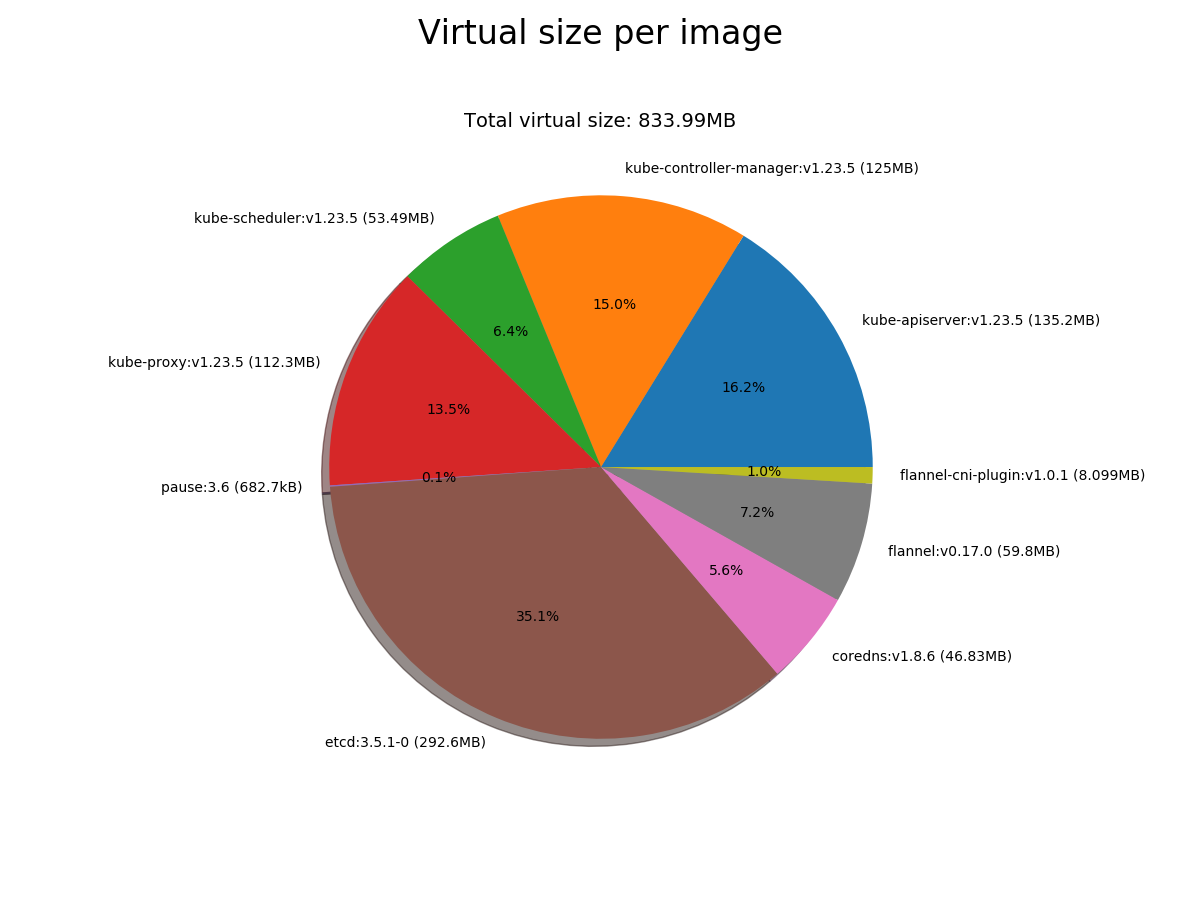 Virtual size per image
Total virtual size: 833.99MB
kube-controller-manager:v1.23.5 (125MB)
kube-scheduler:v1.23.5 (53.49MB)
15.0%
kube-apiserver:v1.23.5 (135.2MB)
6.4%
kube-proxy:v1.23.5 (112.3MB)
16.2%
13.5%
1.0%
flannel-cni-plugin:v1.0.1 (8.099MB)
0.1%
pause:3.6 (682.7kB)
7.2%
flannel:v0.17.0 (59.8MB)
5.6%
35.1%
coredns:v1.8.6 (46.83MB)
etcd:3.5.1-0 (292.6MB)